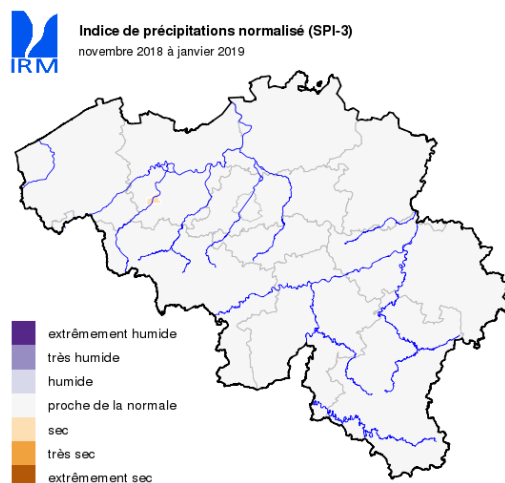 Indice de précipitations normalisé (SPI-3)
novembre 2018 à janvier 2019
IRM
extrêmement humide
très humide
humide
proche de la normale
sec
très sec
extrêmement sec